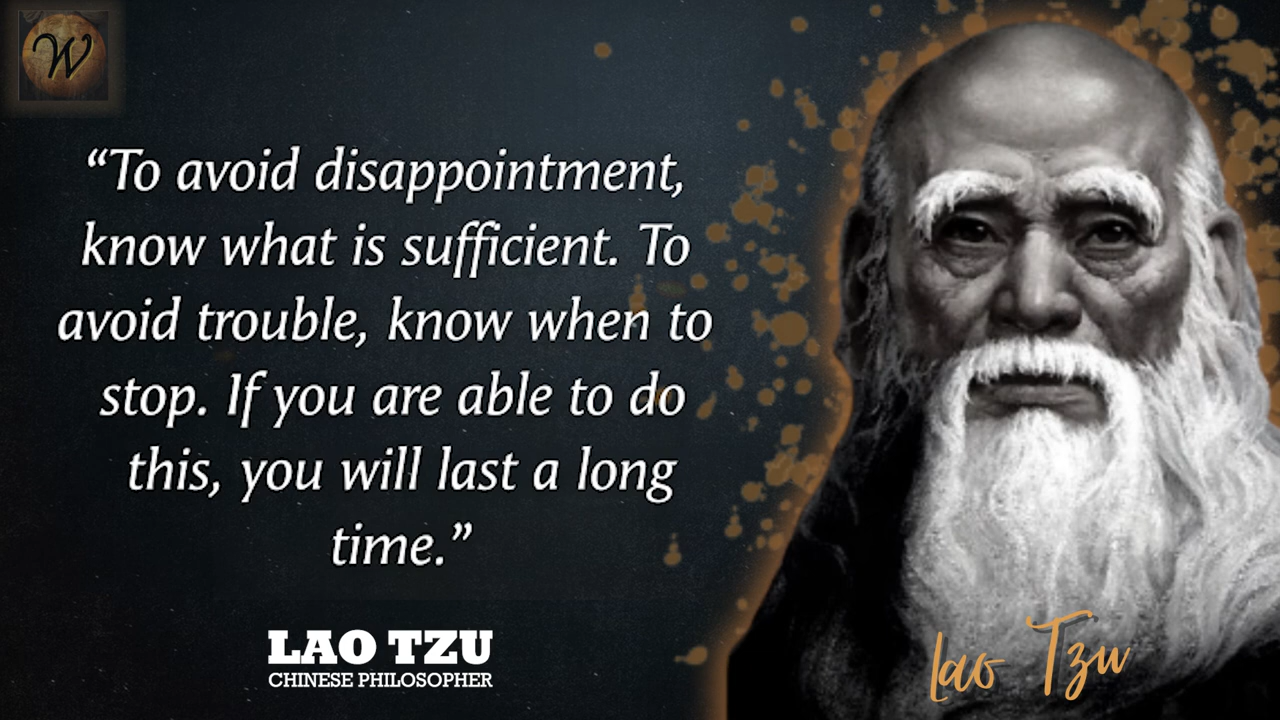 W
“To avoid disappointment,
know what is sufficient. To
avoid trouble, know when to
stop. If you are able to do
this, you will last a long
time.”
LAO TZU
CHINESE PHILOSOPHER
Lao Tzu